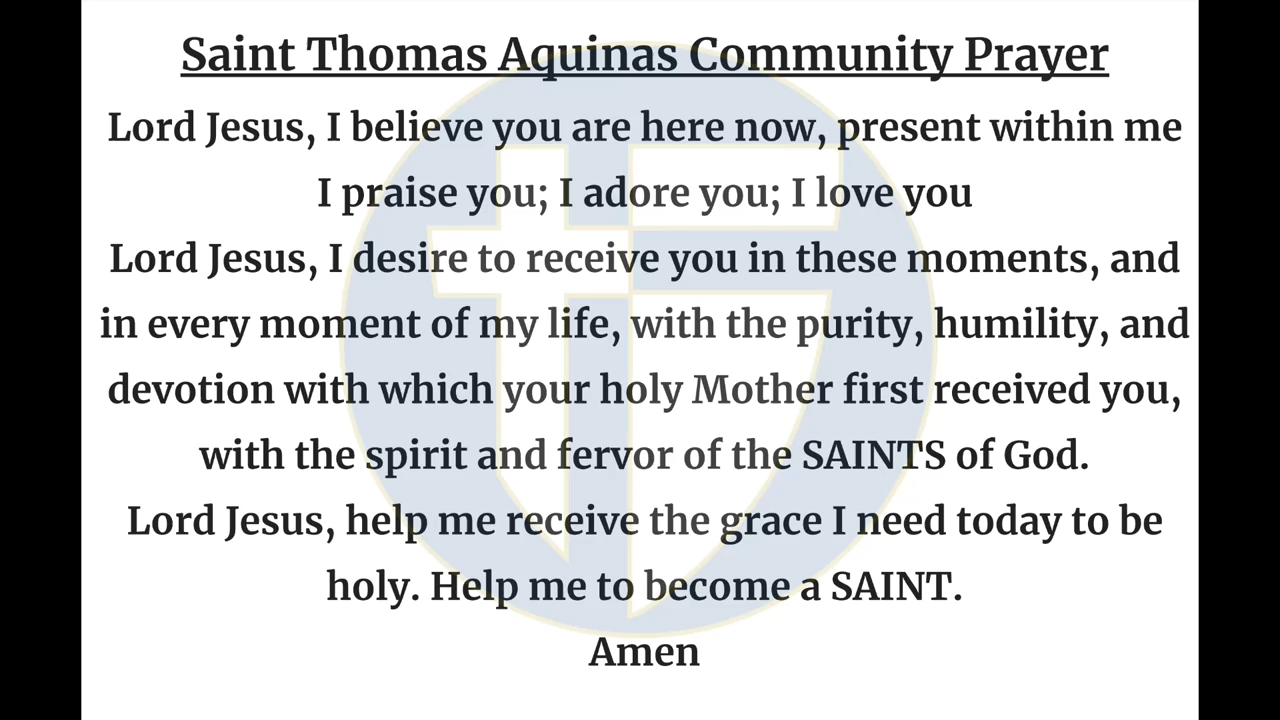 Saint Thomas Aquinas Community Prayer
Lord Jesus, I believe you are here now, present within me
I praise you; I adore you; I love you
Lord Jesus, I desire to receive you in these moments, and
in every moment of my life, with the purity, humility, and
devotion with which your holy Mother first received you,
with the spirit and fervor of the SAINTS of God.
Lord Jesus, help me receive the grace I need today to be
holy. Help me to become a SAINT.
Amen